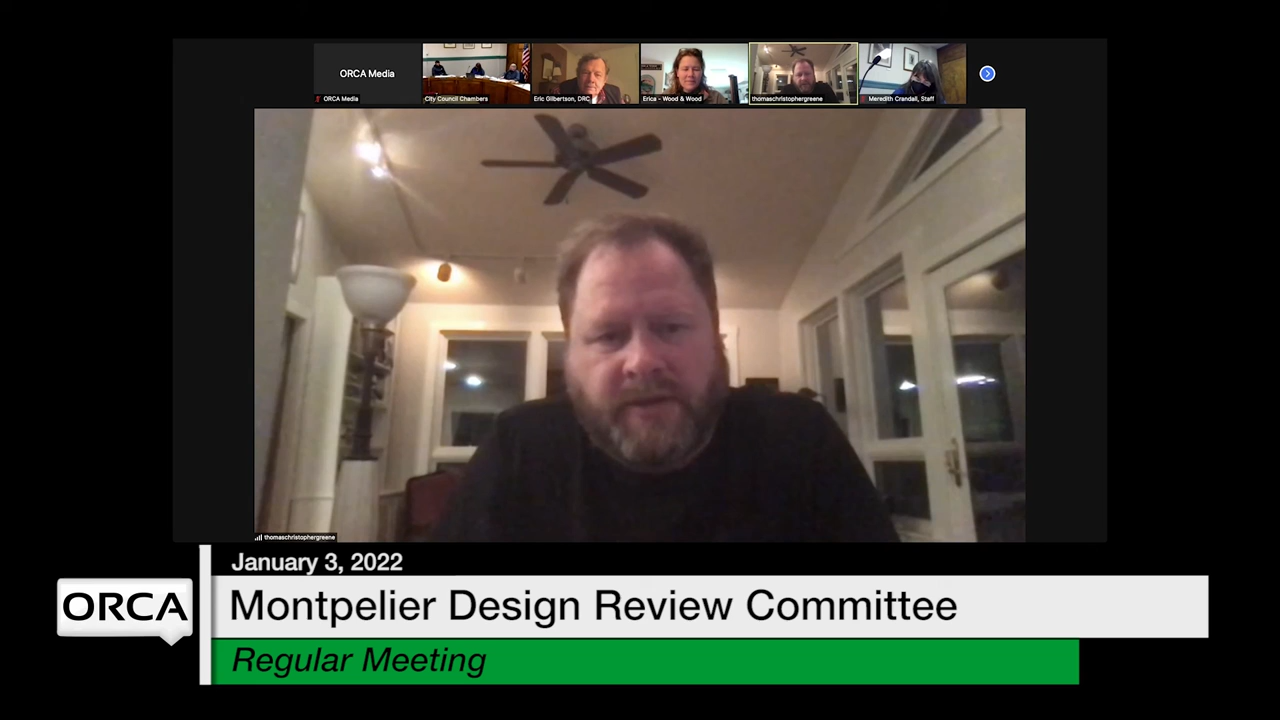 ORCA Media
ORCA Media
City Council Chambers
Eric Gilbertson, DRC
Erica - Wood & Wood
thomaschristophergreene
Meredith Crandall, Staff
thomaschristophergreene
January 3, 2022
ORCA
Montpelier Design Review Committee
Regular Meeting